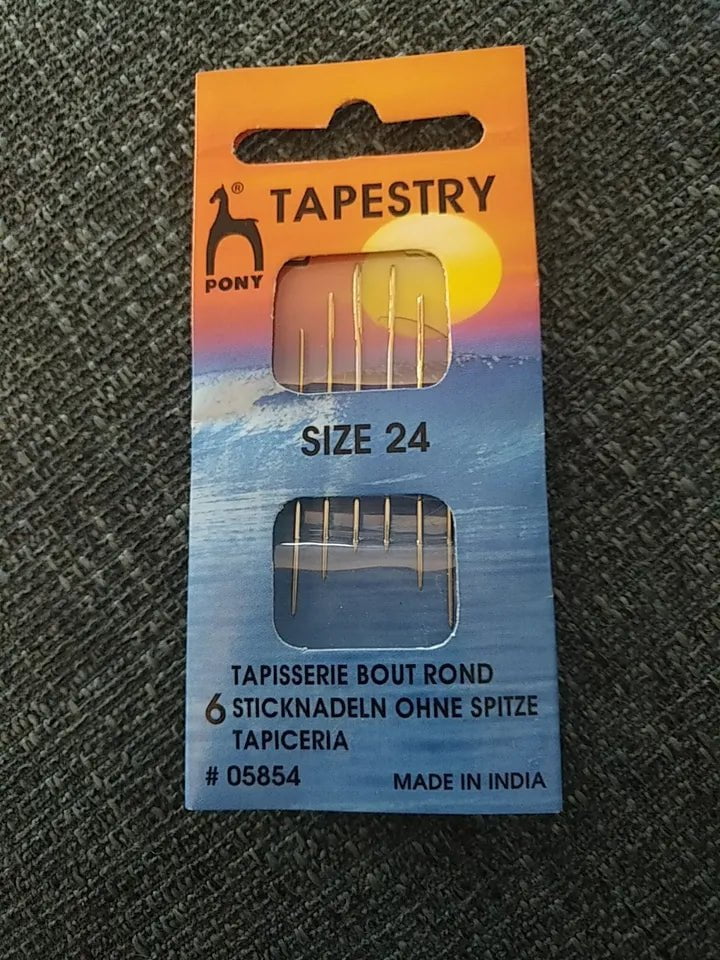 ® TAPESTRY
PONY
SIZE 24
TAPISSERIE BOUT ROND
6 STICKNADELN OHNE SPITZE
TAPICERIA
# 05854 MADE IN INDIA